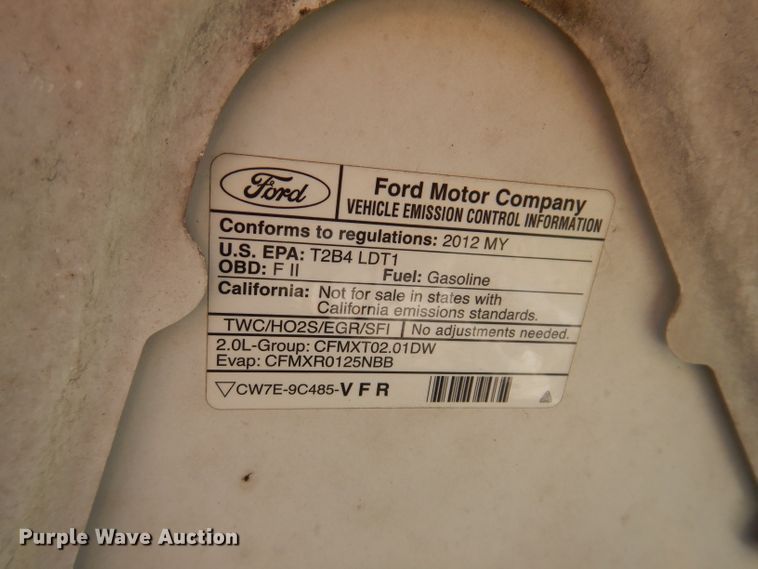 Ford
Ford Motor Company
VEHICLE EMISSION CONTROL INFORMATION
Conforms to regulations: 2012 MY
U.S. EPA: T2B4 LDT1
OBD: F II Fuel: Gasoline
California: Not for sale in states with
California emissions standards.
TWC/HO2S/EGR/SFI No adjustments needed.
2.0L-Group: CFMXT02.01DW
Evap: CFMXR0125NBB
CW7E-9C485-V F R
Purple Wave Auction